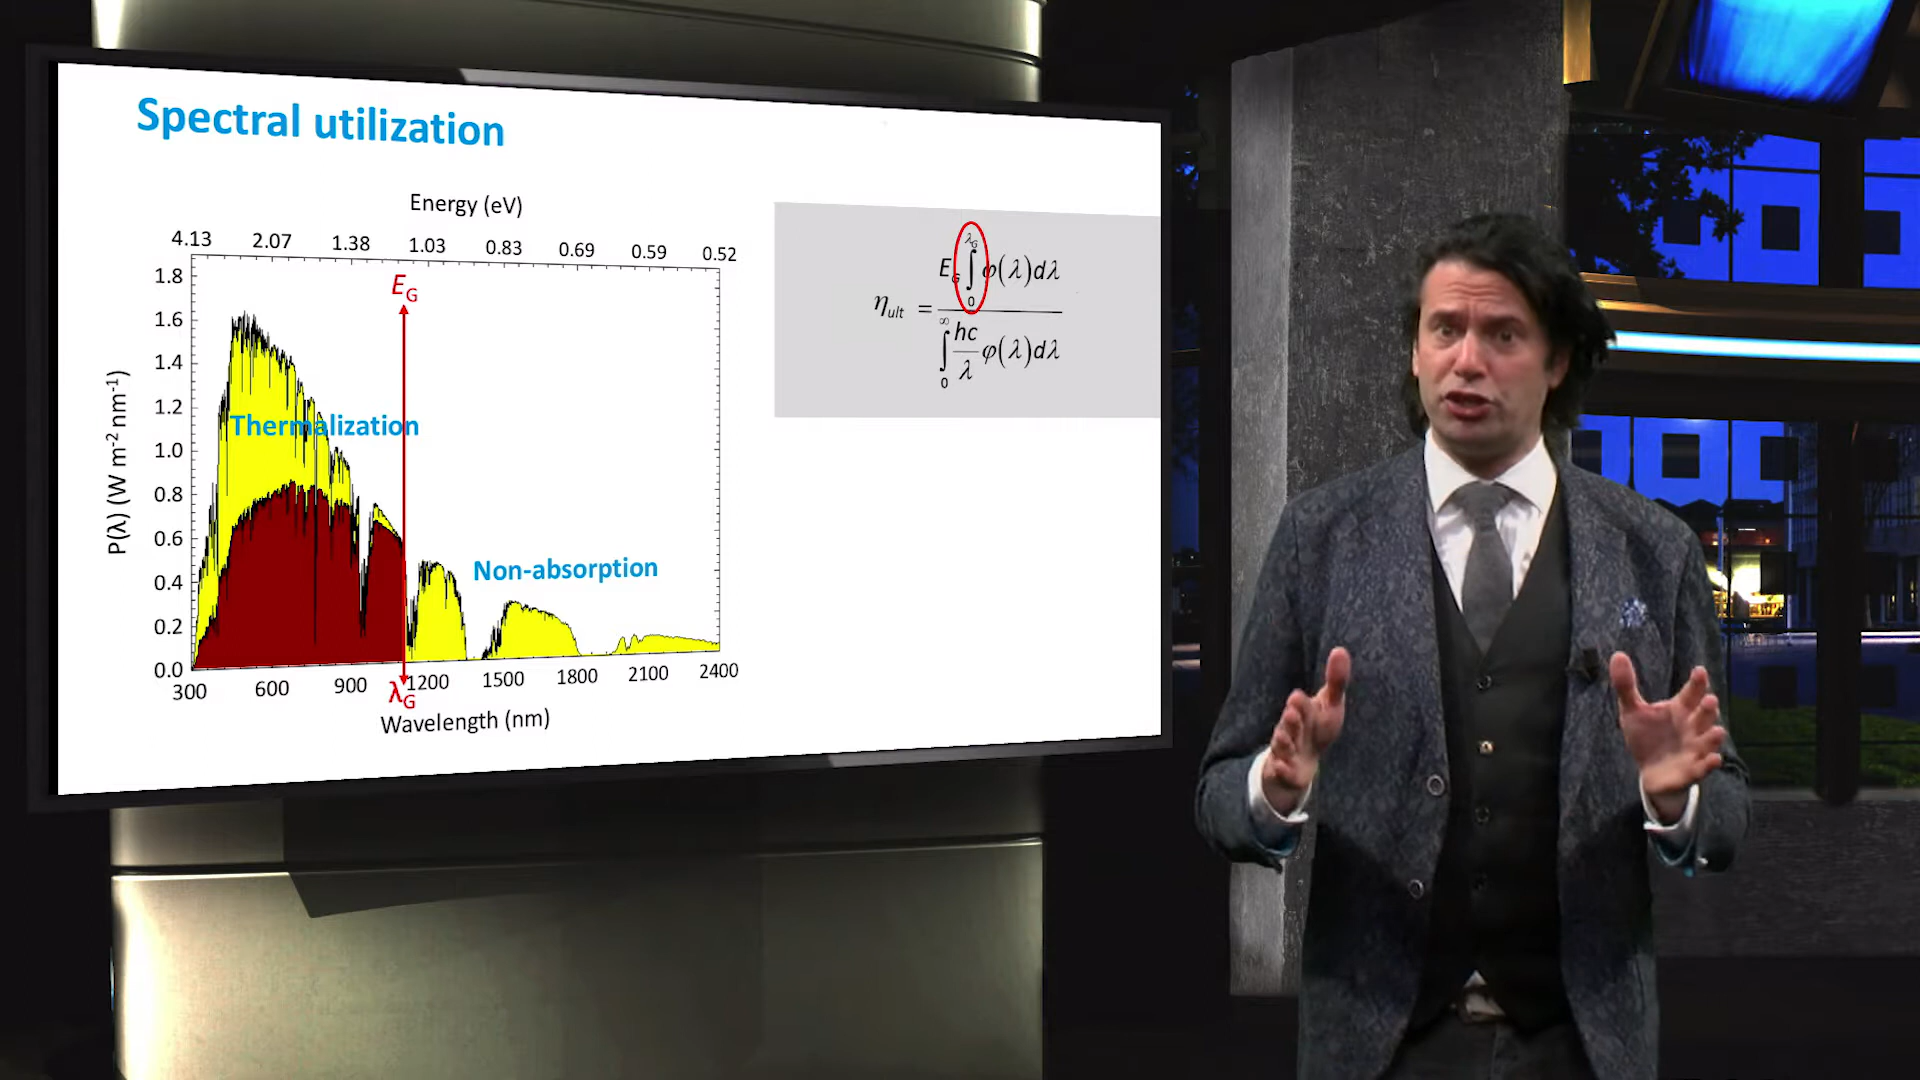 Spectral utilization
Energy (eV)
4.13 2.07 1.38 1.03 0.83 0.69 0.59 0.52
E_G
1.8
1.6
1.4
1.2
1.0
0.8
0.6
0.4
0.2
0.0
P(λ) (W m⁻² nm⁻¹)
Thermalization
Non-absorption
300 600 900 1200 1500 1800 2100 2400
λ_G
Wavelength (nm)
λ_G
E_G ∫ φ(λ)dλ
0
η_ult =
∞
∫ hc/λ φ(λ)dλ
0